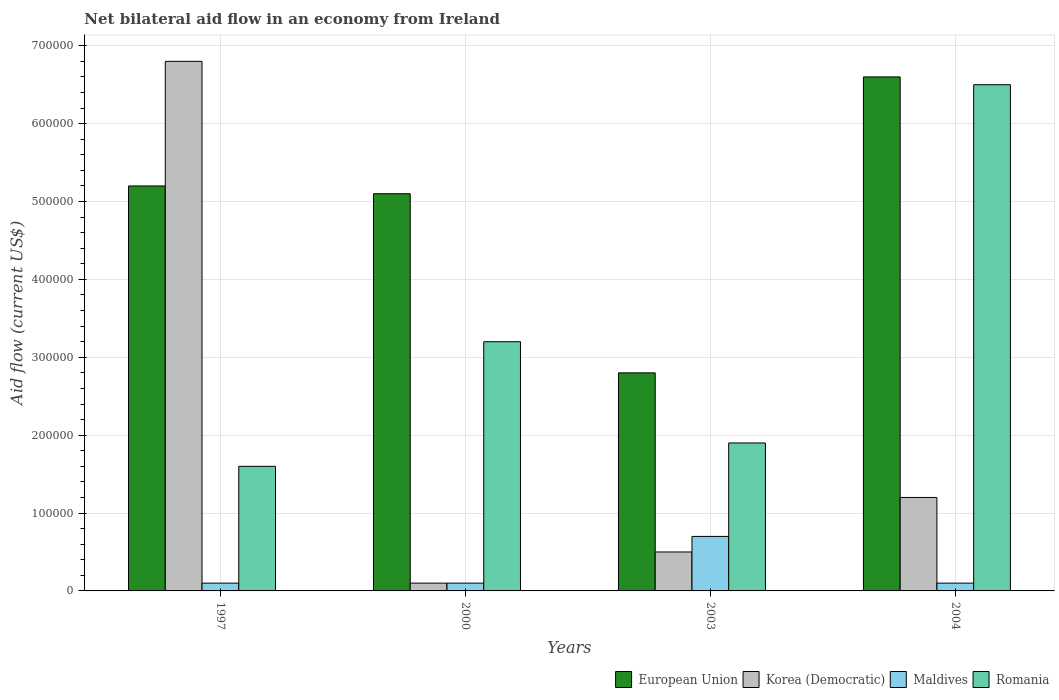 Net bilateral aid flow in an economy from Ireland
Aid flow (current US$)
700000
600000
500000
400000
300000
200000
100000
0
1997
2000
2003
2004
Years
European Union
Korea (Democratic)
Maldives
Romania